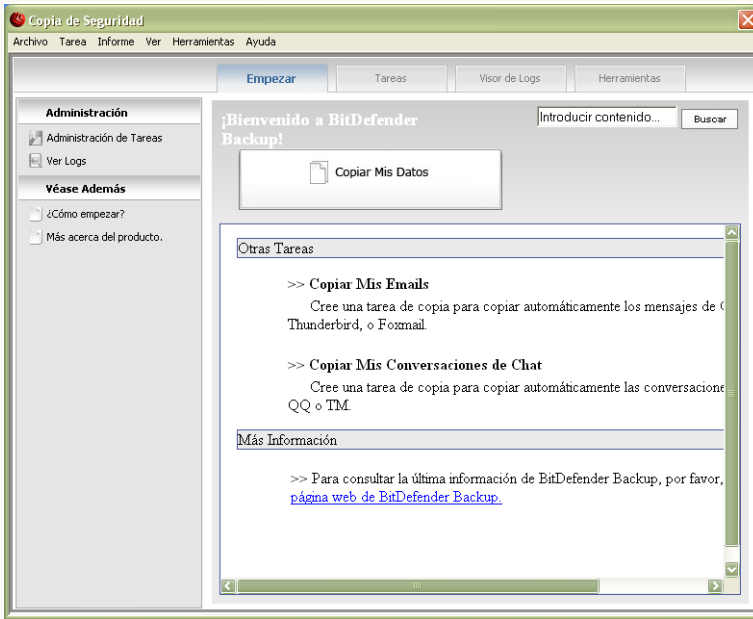 Copia de Seguridad
Archivo Tarea Informe Ver Herramientas Ayuda
Empezar Tareas Visor de Logs Herramientas
Administración
Administración de Tareas
Ver Logs
Véase Además
¿Cómo empezar?
Más acerca del producto.
¡Bienvenido a BitDefender
Backup!
Introducir contenido... Buscar
Copiar Mis Datos
Otras Tareas
>> Copiar Mis Emails
Cree una tarea de copia para copiar automáticamente los mensajes de
Thunderbird, o Foxmail.
>> Copiar Mis Conversaciones de Chat
Cree una tarea de copia para copiar automáticamente las conversacione
QQ o TM.
Más Información
>> Para consultar la última información de BitDefender Backup, por favor,
página web de BitDefender Backup.